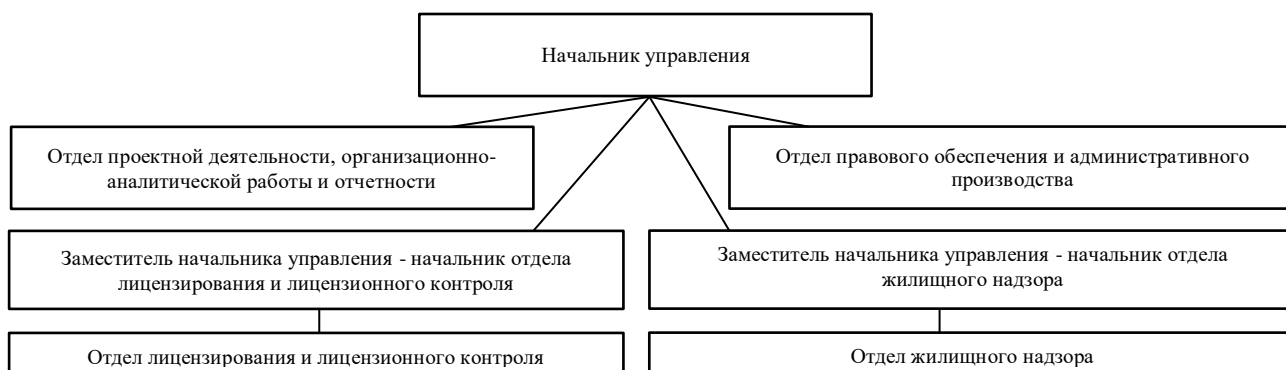 Начальник управления
Отдел проектной деятельности, организационно-
аналитической работы и отчетности
Отдел правового обеспечения и административного
производства
Заместитель начальника управления - начальник отдела
лицензирования и лицензионного контроля
Заместитель начальника управления - начальник отдела
жилищного надзора
Отдел лицензирования и лицензионного контроля
Отдел жилищного надзора